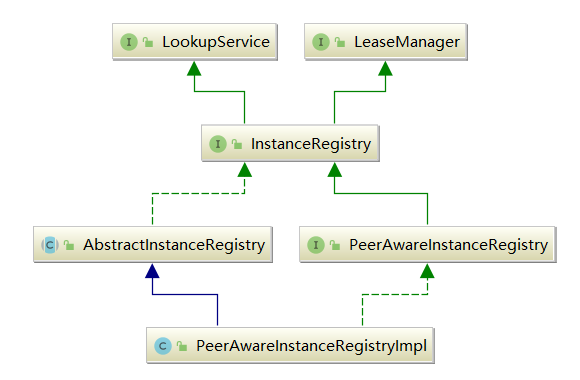 I LookupService
I LeaseManager
I InstanceRegistry
C AbstractInstanceRegistry
I PeerAwareInstanceRegistry
C PeerAwareInstanceRegistryImpl